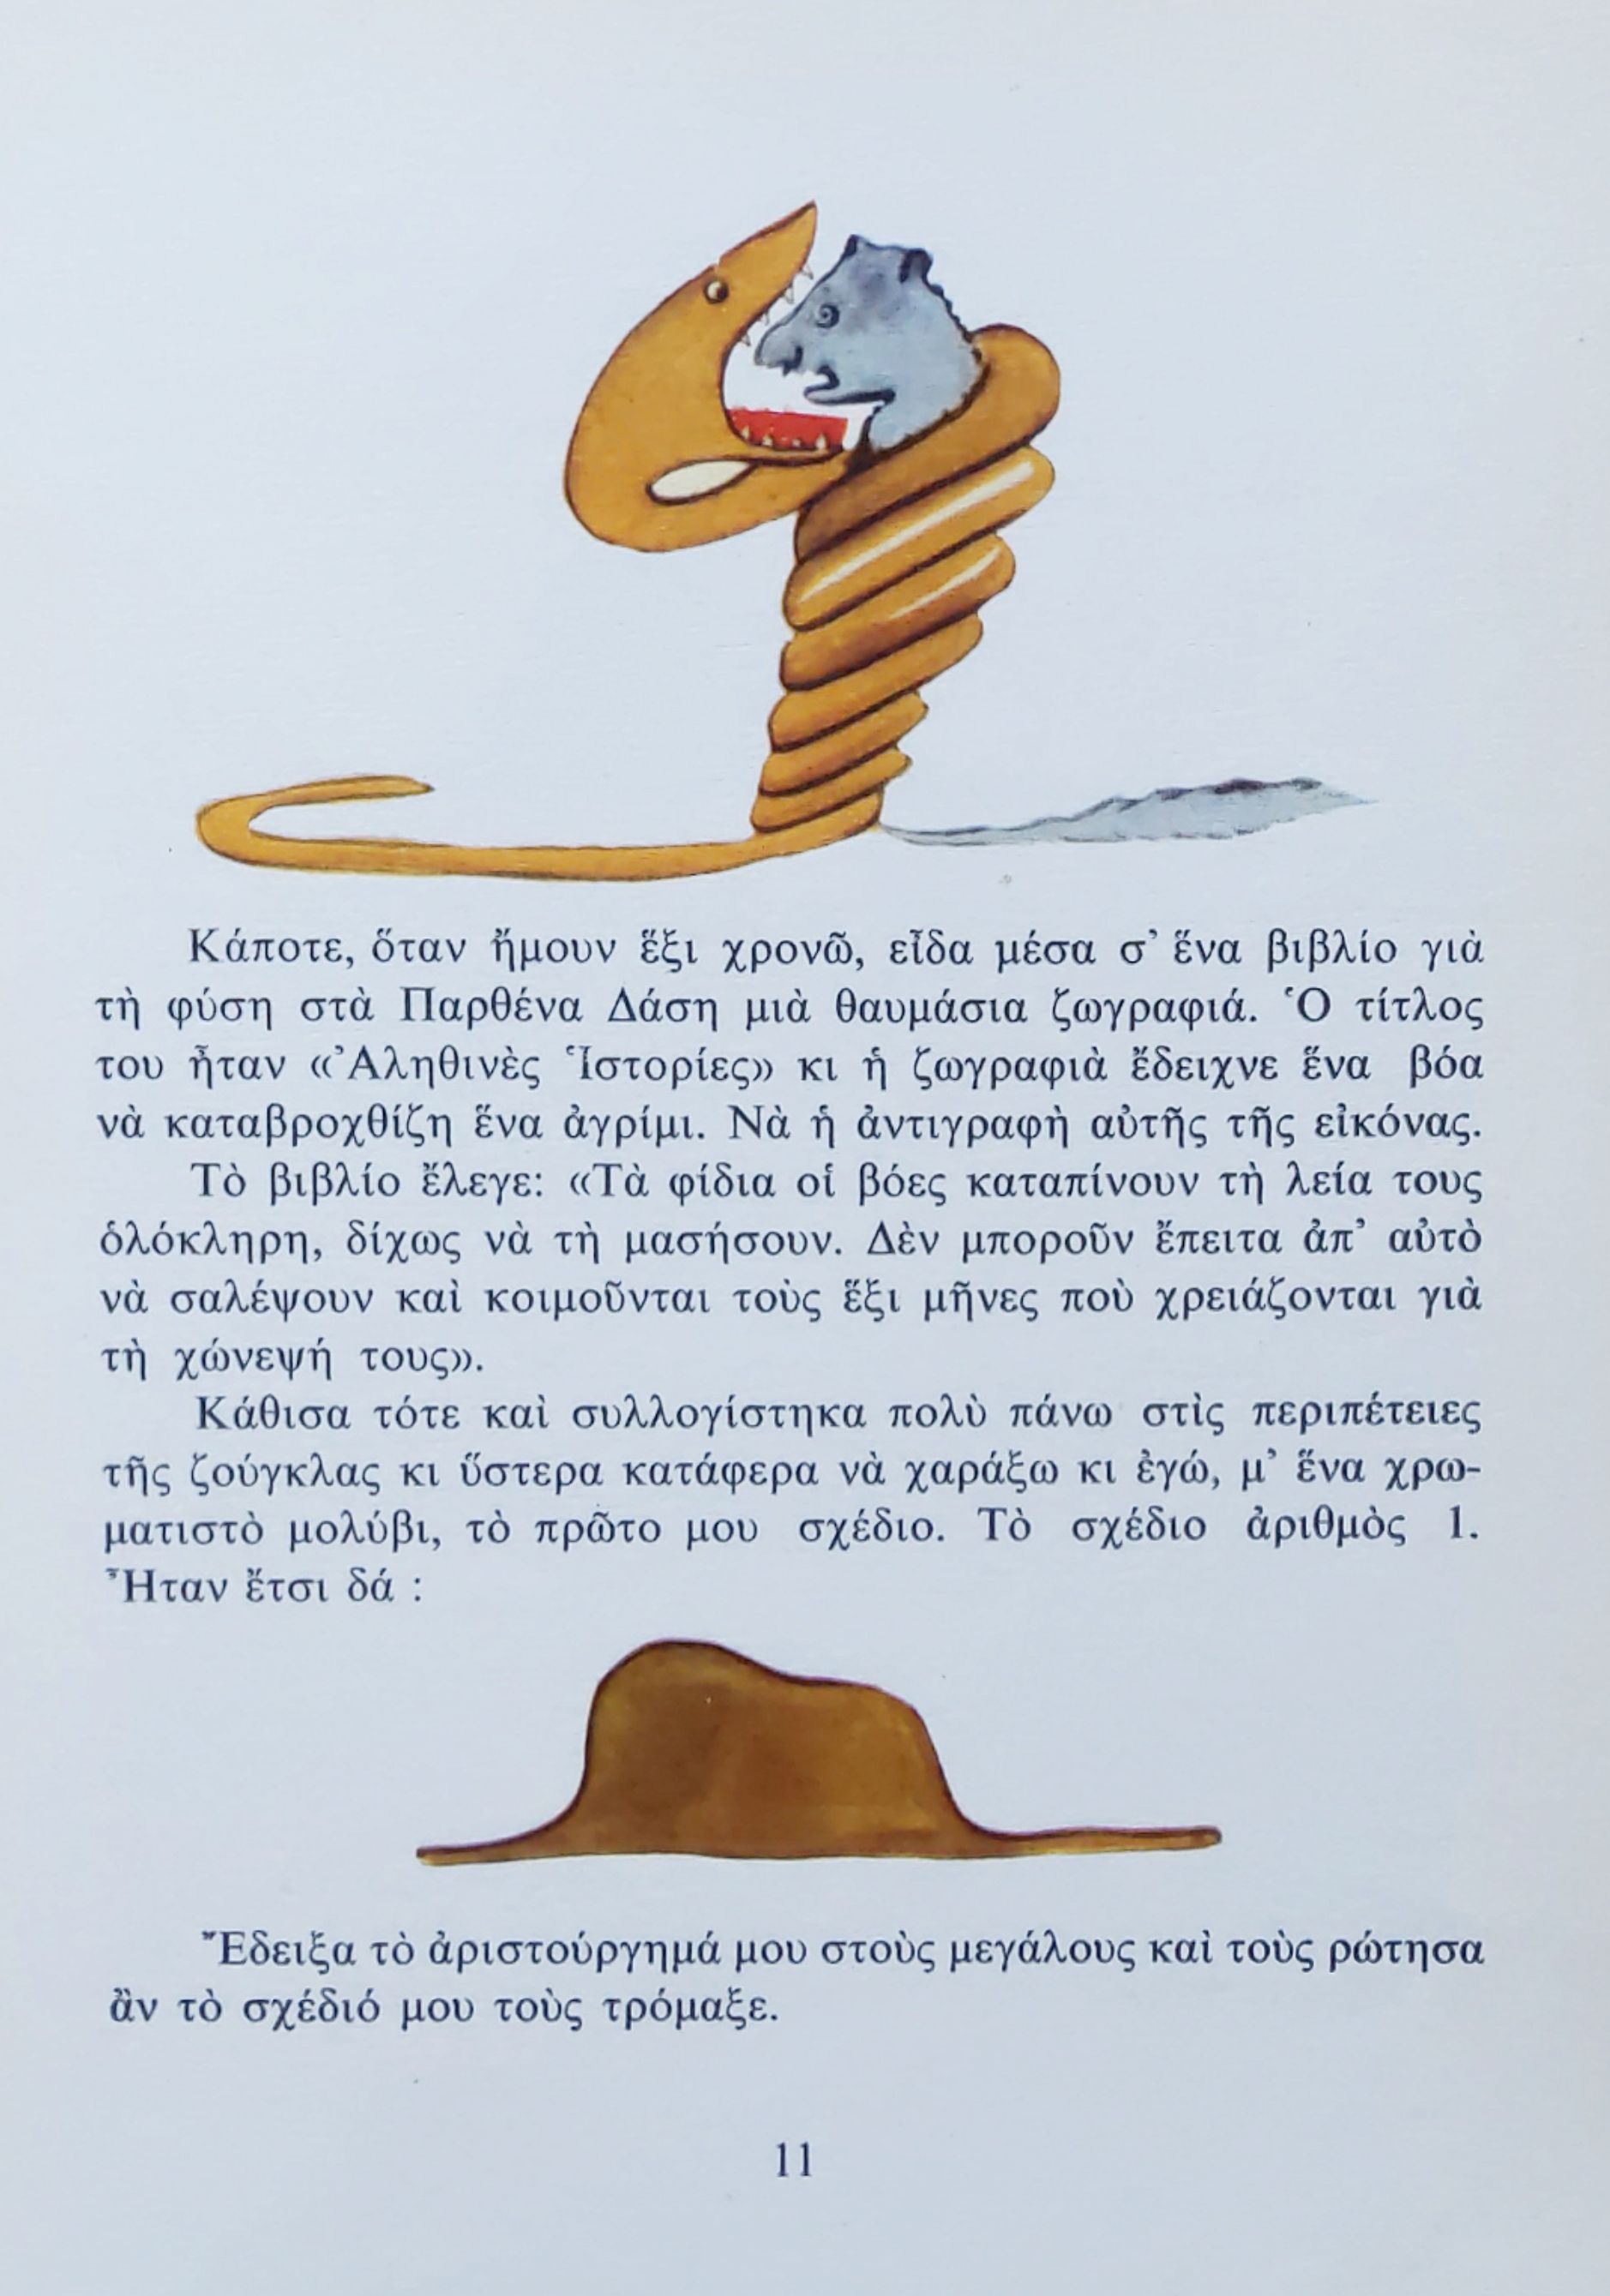 Κάποτε, ὅταν ἤμουν ἕξι χρονῶ, εἶδα μέσα σ’ ἕνα βιβλίο γιὰ
τὴ φύση στὰ Παρθένα Δάση μιὰ θαυμάσια ζωγραφιά. Ὁ τίτλος
του ἦταν «Ἀληθινὲς Ἱστορίες» κι ἡ ζωγραφιὰ ἔδειχνε ἕνα βόα
νὰ καταβροχθίζη ἕνα ἀγρίμι. Νὰ ἡ ἀντιγραφὴ αὐτῆς τῆς εἰκόνας.
Τὸ βιβλίο ἔλεγε: «Τὰ φίδια οἱ βόες καταπίνουν τὴ λεία τους
ὁλόκληρη, δίχως νὰ τὴ μασήσουν. Δὲν μποροῦν ἔπειτα ἀπ’ αὐτὸ
νὰ σαλέψουν καὶ κοιμοῦνται τοὺς ἕξι μῆνες ποὺ χρειάζονται γιὰ
τὴ χώνεψή τους».
Κάθισα τότε καὶ συλλογίστηκα πολὺ πάνω στὶς περιπέτειες
τῆς ζούγκλας κι ὕστερα κατάφερα νὰ χαράξω κι ἐγώ, μ’ ἕνα χρω-
ματιστὸ μολύβι, τὸ πρῶτο μου σχέδιο. Τὸ σχέδιο ἀριθμὸς 1.
Ἦταν ἔτσι δά :
Ἔδειξα τὸ ἀριστούργημά μου στοὺς μεγάλους καὶ τοὺς ρώτησα
ἂν τὸ σχέδιό μου τοὺς τρόμαξε.
11